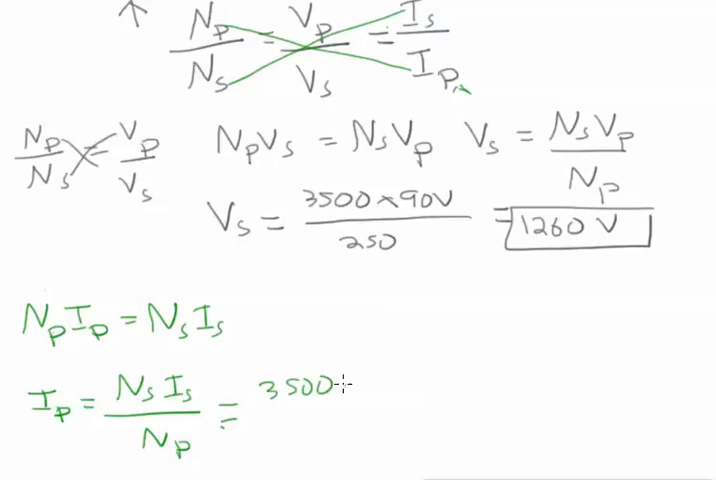 ↑ Np/Ns = Vp/Vs = Is/Ip
Np/Ns = Vp/Vs NpVs = NsVp Vs = NsVp/Np
Vs = 3500 x 90V/250 = 1260 V
NpIp = NsIs
Ip = NsIs/Np = 3500